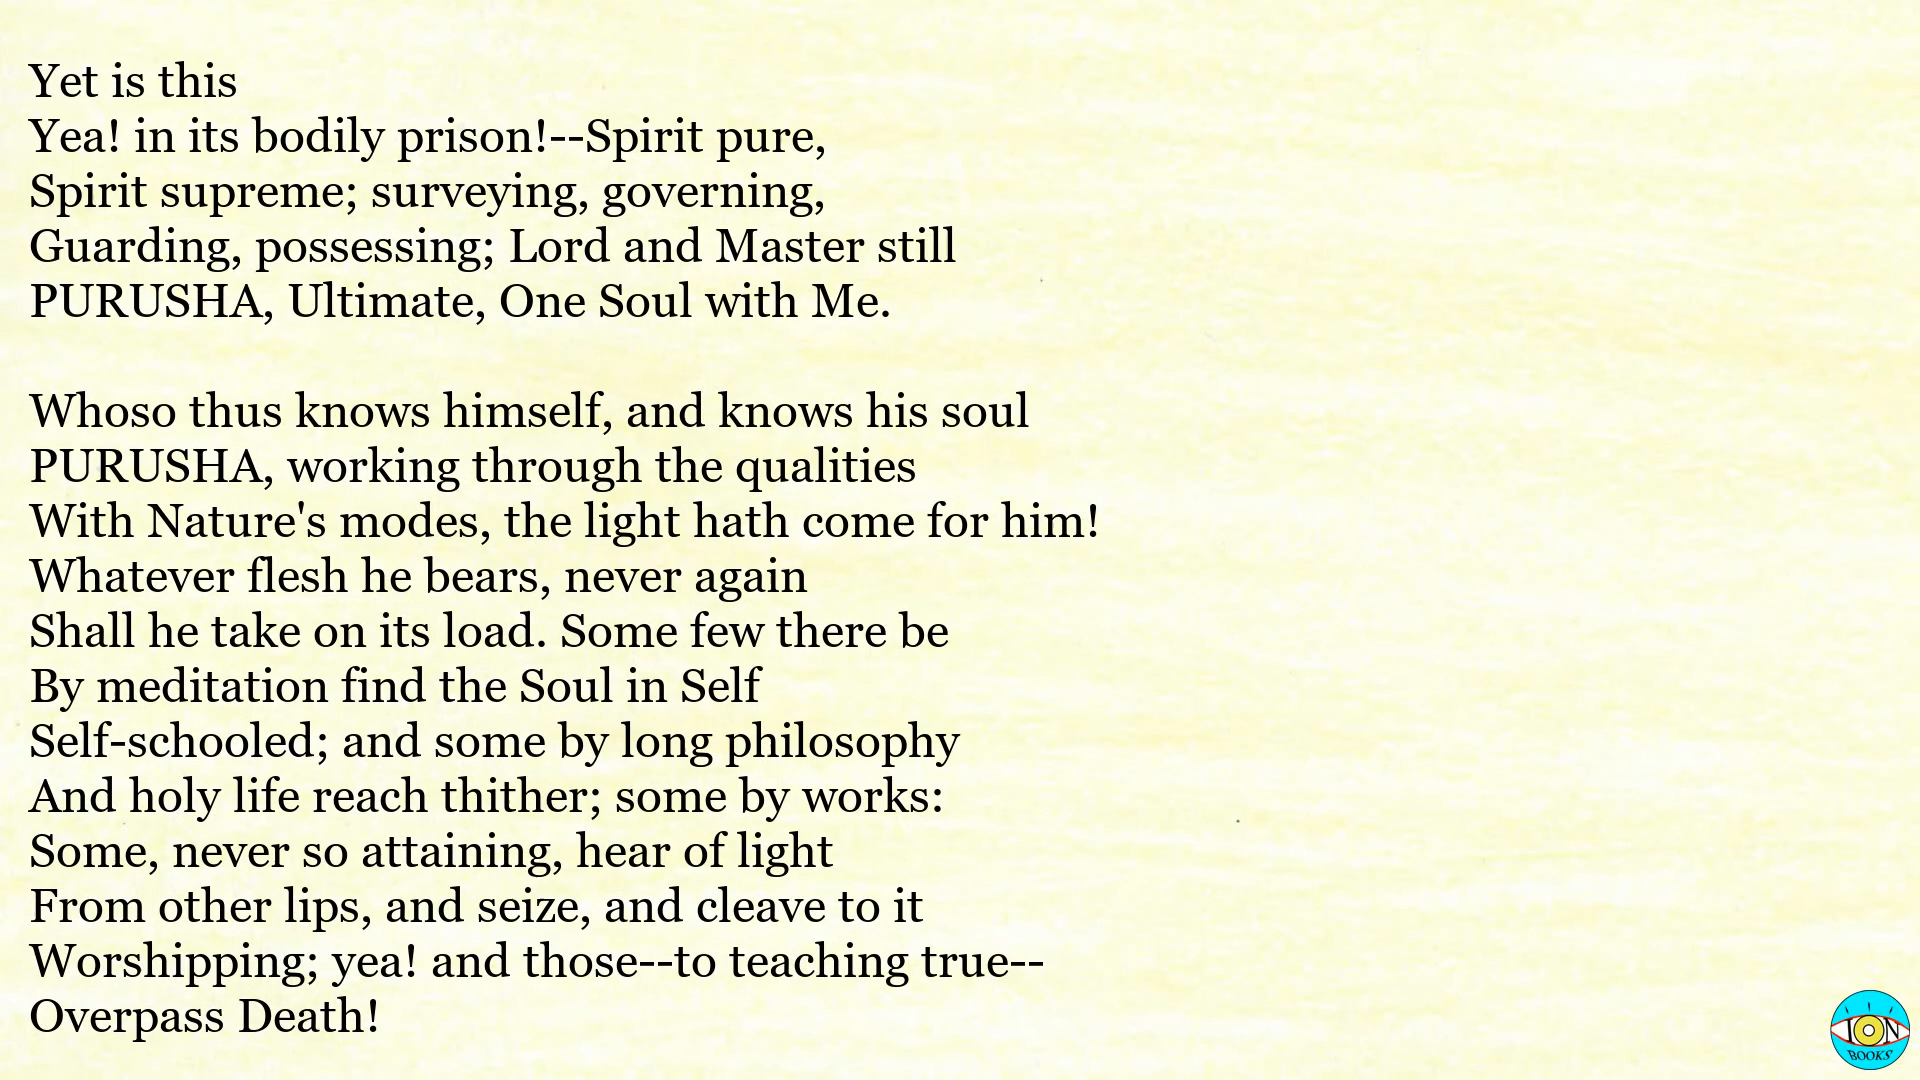 Yet is this
Yea! in its bodily prison!--Spirit pure,
Spirit supreme; surveying, governing,
Guarding, possessing; Lord and Master still
PURUSHA, Ultimate, One Soul with Me.
Whoso thus knows himself, and knows his soul
PURUSHA, working through the qualities
With Nature's modes, the light hath come for him!
Whatever flesh he bears, never again
Shall he take on its load. Some few there be
By meditation find the Soul in Self
Self-schooled; and some by long philosophy
And holy life reach thither; some by works:
Some, never so attaining, hear of light
From other lips, and seize, and cleave to it
Worshipping; yea! and those--to teaching true--
Overpass Death!
ION
BOOKS